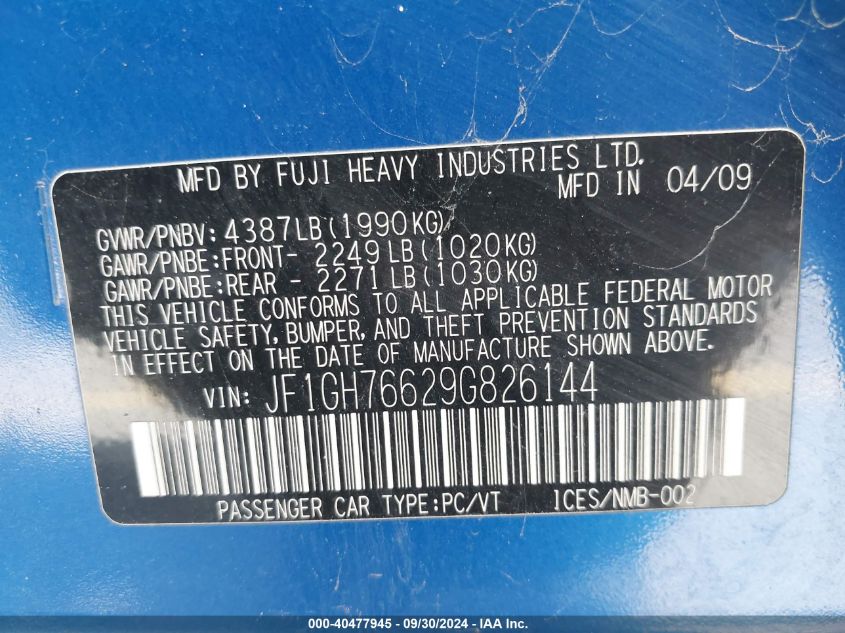 MFD BY FUJI HEAVY INDUSTRIES LTD.
MFD IN 04/09
GVWR/PNBV: 4387LB(1990KG)
GAWR/PNBE:FRONT- 2249LB(1020KG)
GAWR/PNBE:REAR - 2271LB(1030KG)
THIS VEHICLE CONFORMS TO ALL APPLICABLE FEDERAL MOTOR
VEHICLE SAFETY, BUMPER, AND THEFT PREVENTION STANDARDS
IN EFFECT ON THE DATE OF MANUFACTURE SHOWN ABOVE.
VIN: JF1GH76629G826144
PASSENGER CAR TYPE:PC/VT ICES/NMB-002
000-40477945 - 09/30/2024 - IAA Inc.